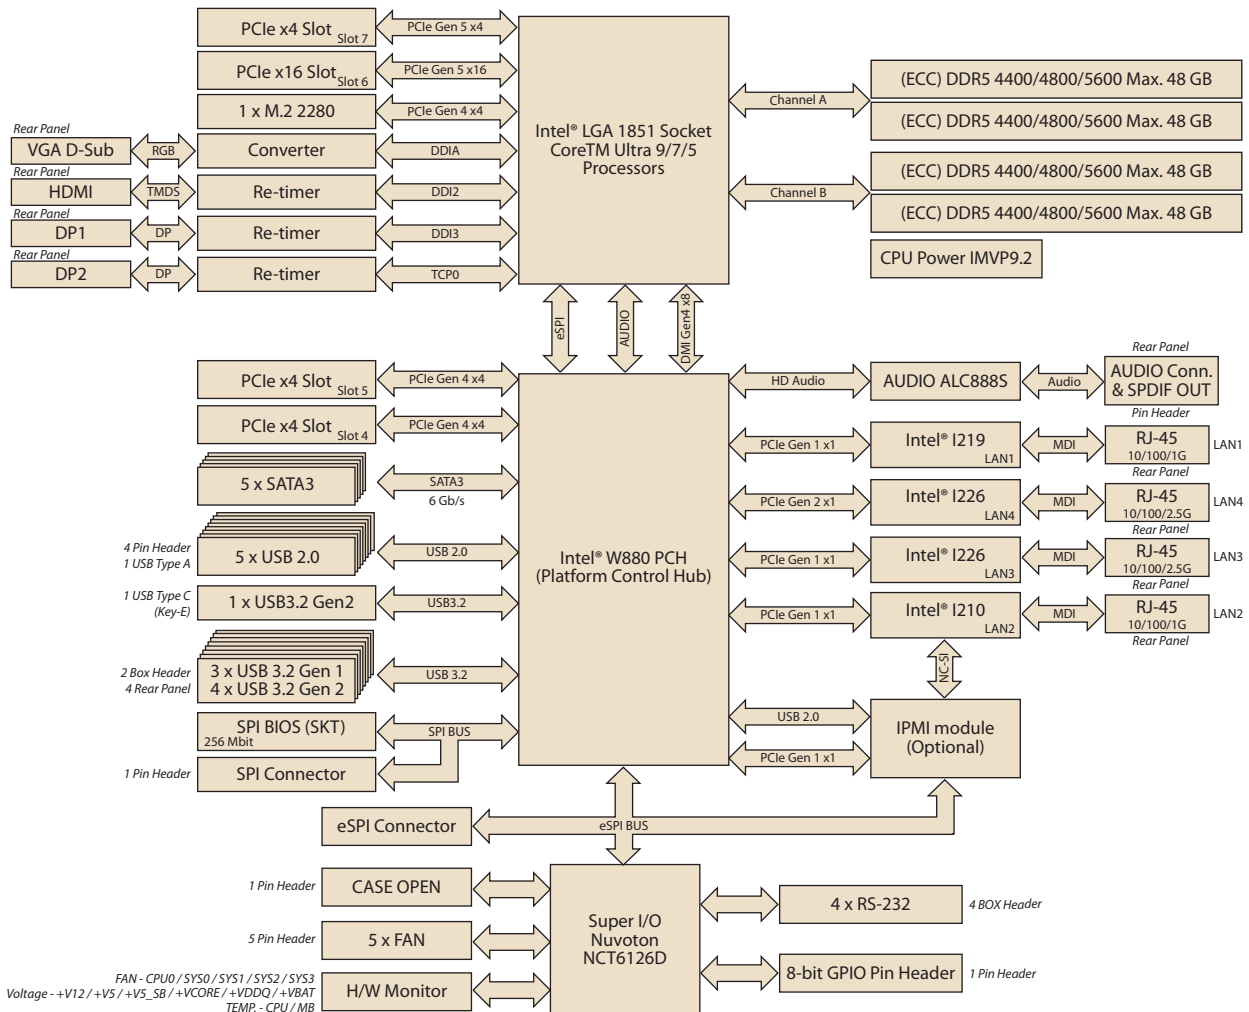 PCIe x4 Slot Slot 7
PCIe Gen 5 x4
PCIe x16 Slot Slot 6
PCIe Gen 5 x16
1 x M.2 2280
PCIe Gen 4 x4
Rear Panel
VGA D-Sub
RGB
Converter
DDIA
Rear Panel
HDMI
TMDS
Re-timer
DDI2
Rear Panel
DP1
DP
Re-timer
DDI3
Rear Panel
DP2
DP
Re-timer
TCP0
Intel® LGA 1851 Socket
CoreTM Ultra 9/7/5
Processors
Channel A
(ECC) DDR5 4400/4800/5600 Max. 48 GB
(ECC) DDR5 4400/4800/5600 Max. 48 GB
Channel B
(ECC) DDR5 4400/4800/5600 Max. 48 GB
(ECC) DDR5 4400/4800/5600 Max. 48 GB
CPU Power IMVP9.2
eSPI
AUDIO
DMI Gen4 x8
PCIe x4 Slot Slot 5
PCIe Gen 4 x4
PCIe x4 Slot Slot 4
PCIe Gen 4 x4
5 x SATA3
SATA3
6 Gb/s
4 Pin Header
1 USB Type A
5 x USB 2.0
USB 2.0
1 USB Type C
(Key-E)
1 x USB3.2 Gen2
USB3.2
2 Box Header
4 Rear Panel
3 x USB 3.2 Gen 1
4 x USB 3.2 Gen 2
USB 3.2
SPI BIOS (SKT)
256 Mbit
SPI BUS
1 Pin Header
SPI Connector
Intel® W880 PCH
(Platform Control Hub)
HD Audio
AUDIO ALC888S
Audio
Rear Panel
AUDIO Conn.
& SPDIF OUT
Pin Header
PCIe Gen 1 x1
Intel® I219
LAN1
MDI
RJ-45
10/100/1G
LAN1
Rear Panel
PCIe Gen 2 x1
Intel® I226
LAN4
MDI
RJ-45
10/100/2.5G
LAN4
Rear Panel
PCIe Gen 1 x1
Intel® I226
LAN3
MDI
RJ-45
10/100/2.5G
LAN3
Rear Panel
PCIe Gen 1 x1
Intel® I210
LAN2
MDI
RJ-45
10/100/1G
LAN2
Rear Panel
NC-SI
USB 2.0
PCIe Gen 1 x1
IPMI module
(Optional)
eSPI Connector
eSPI BUS
1 Pin Header
CASE OPEN
5 Pin Header
5 x FAN
FAN - CPU0 / SYS0 / SYS1 / SYS2 / SYS3
Voltage - +V12 / +V5 / +V5_SB / +VCORE / +VDDQ / +VBAT
TEMP. - CPU / MB
H/W Monitor
Super I/O
Nuvoton
NCT6126D
4 x RS-232
4 BOX Header
8-bit GPIO Pin Header
1 Pin Header